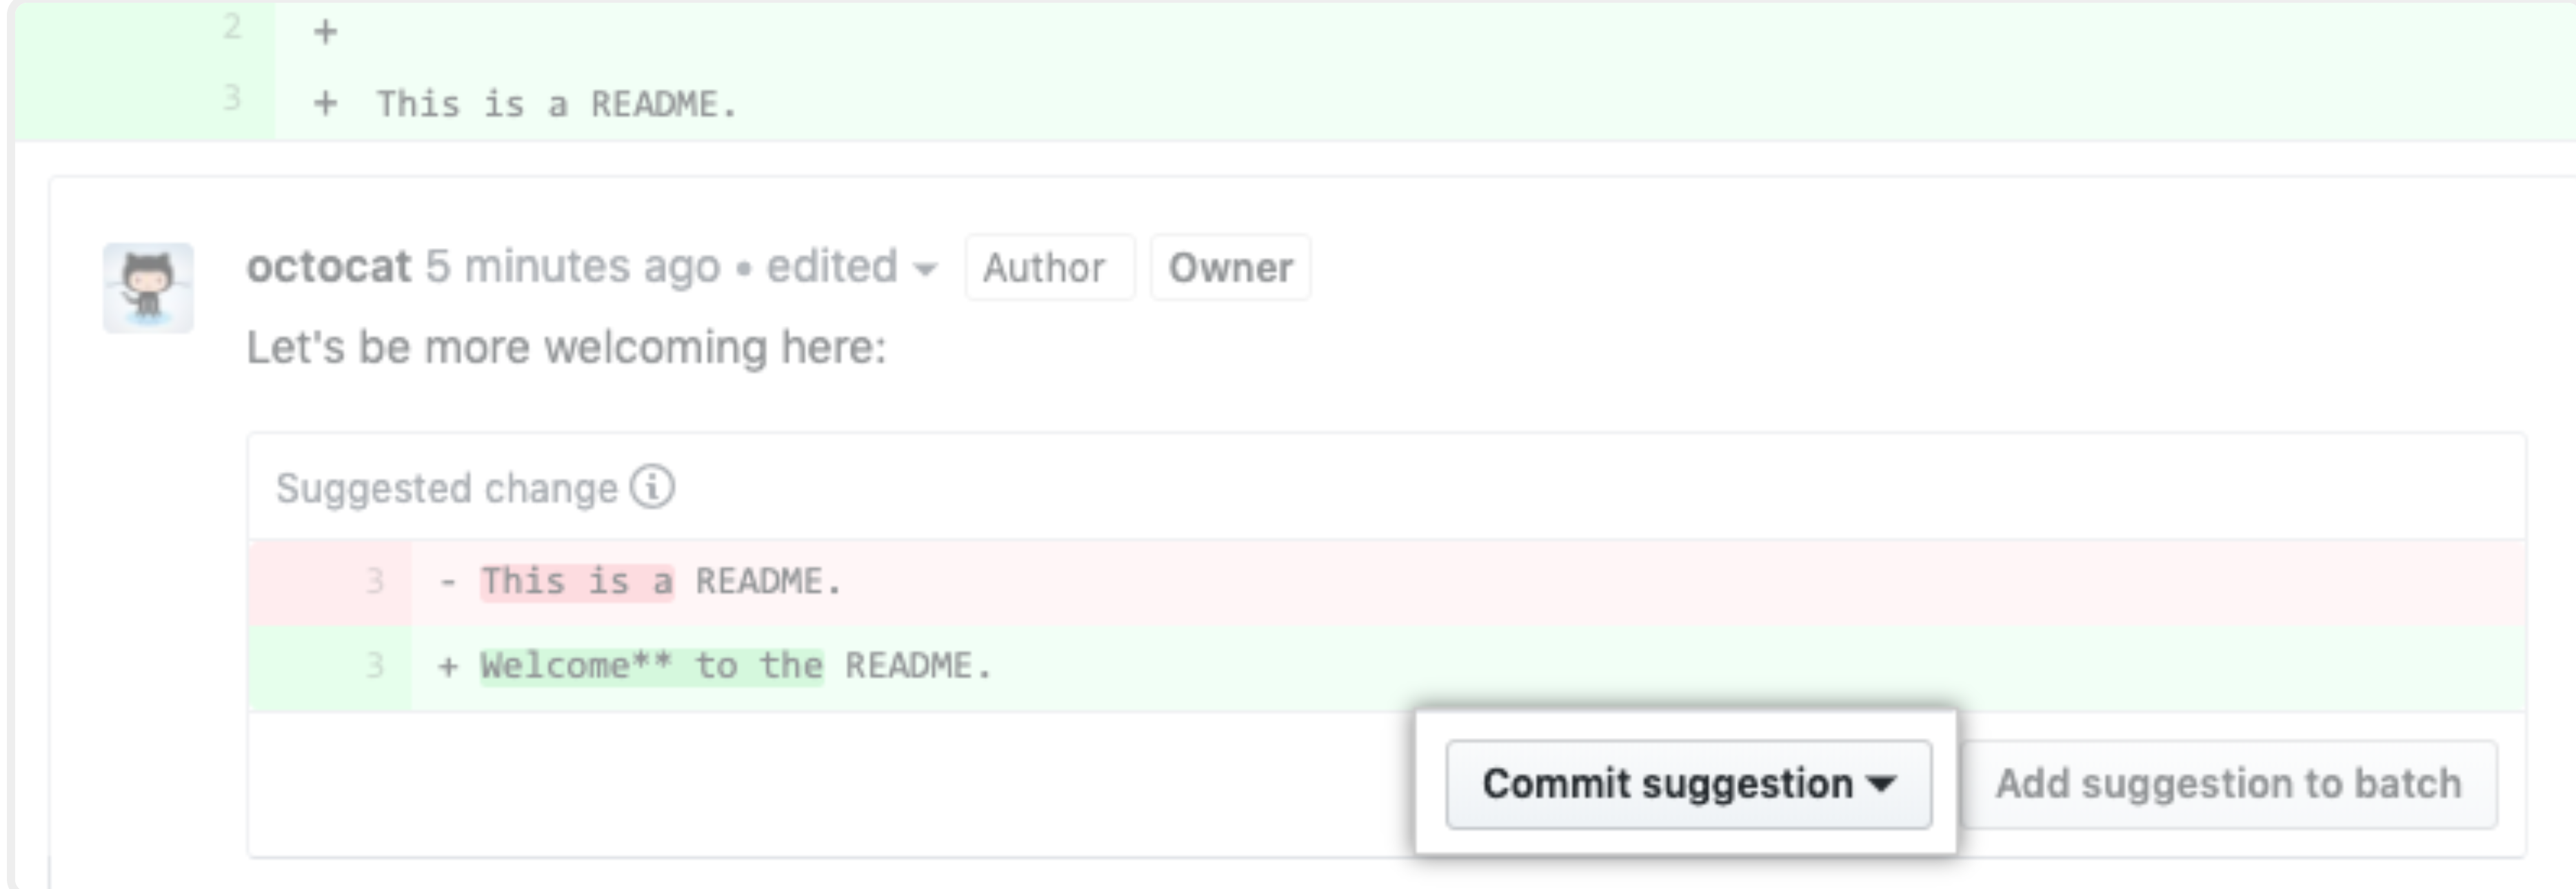 2 +
3 + This is a README.
octocat 5 minutes ago • edited Author Owner
Let's be more welcoming here:
Suggested change
3 - This is a README.
3 + Welcome** to the README.
Commit suggestion Add suggestion to batch